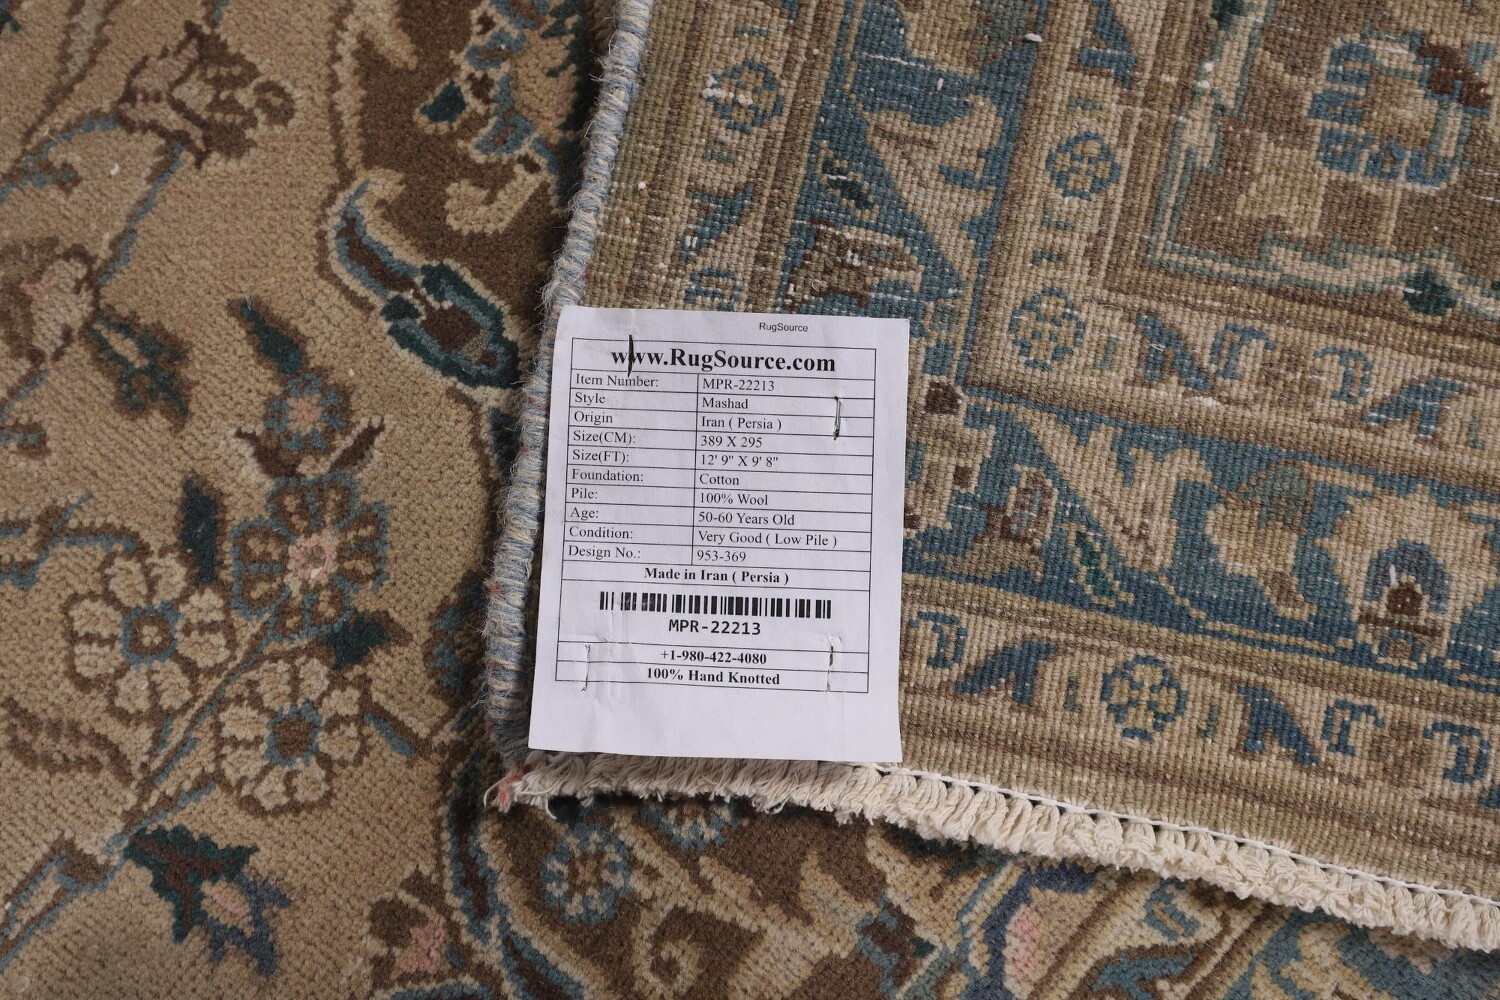 RugSource
www.RugSource.com
Item Number: MPR-22213
Style Mashad
Origin Iran ( Persia )
Size(CM): 389 X 295
Size(FT): 12' 9" X 9' 8"
Foundation: Cotton
Pile: 100% Wool
Age: 50-60 Years Old
Condition: Very Good ( Low Pile )
Design No.: 953-369
Made in Iran ( Persia )
MPR-22213
+1-980-422-4080
100% Hand Knotted